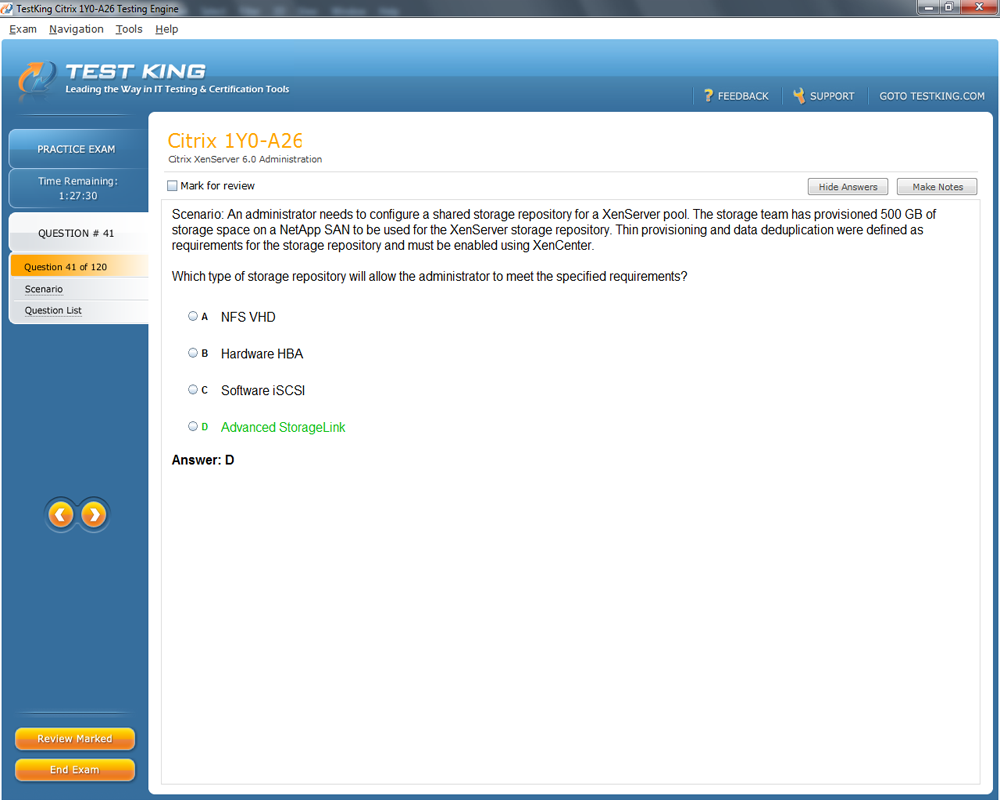 TestKing Citrix 1Y0-A26 Testing Engine
Exam Navigation Tools Help
TEST KING
Leading the Way in IT Testing & Certification Tools
? FEEDBACK
SUPPORT
GOTO TESTKING.COM
PRACTICE EXAM
Time Remaining:
1:27:30
QUESTION # 41
Question 41 of 120
Scenario
Question List
Review Marked
End Exam
Citrix 1Y0-A26
Citrix XenServer 6.0 Administration
Mark for review
Hide Answers
Make Notes
Scenario: An administrator needs to configure a shared storage repository for a XenServer pool. The storage team has provisioned 500 GB of
storage space on a NetApp SAN to be used for the XenServer storage repository. Thin provisioning and data deduplication were defined as
requirements for the storage repository and must be enabled using XenCenter.
Which type of storage repository will allow the administrator to meet the specified requirements?
A NFS VHD
B Hardware HBA
C Software iSCSI
D Advanced StorageLink
Answer: D